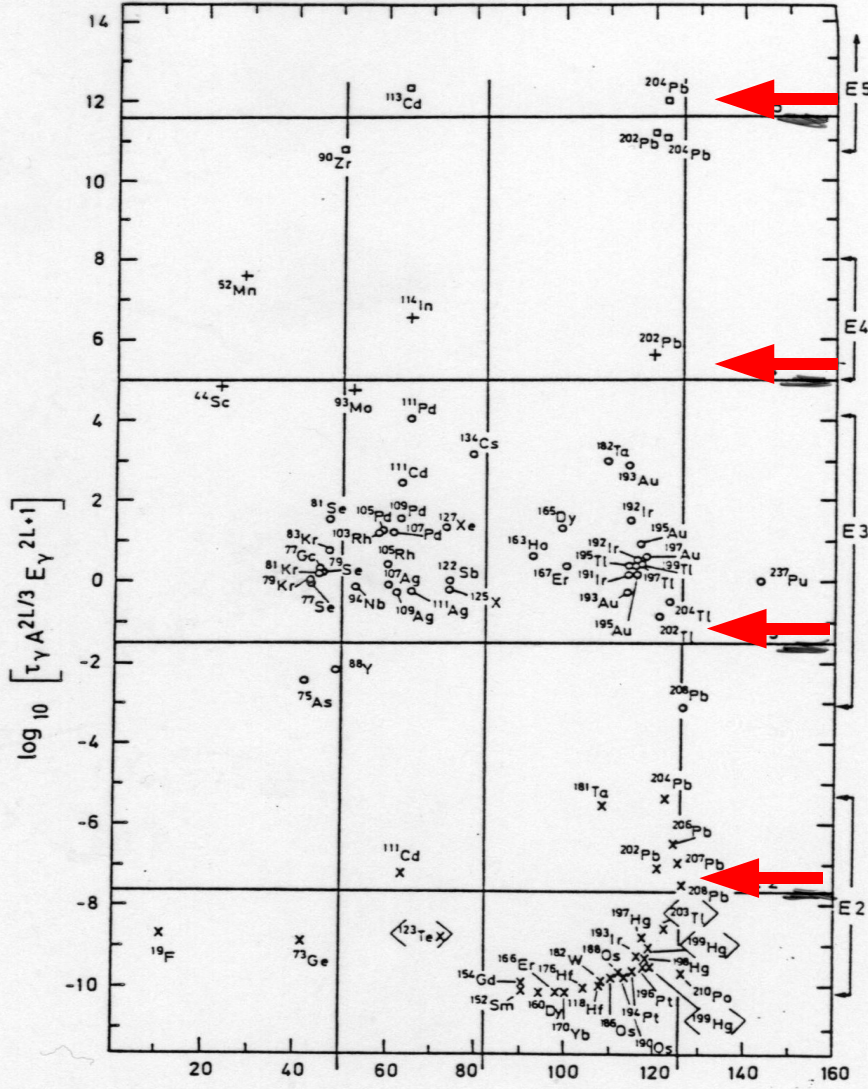 14
E5
204Pb
12
113Cd
202Pb
204Pb
90Zr
10
8
52Mn
114In
E4
6
202Pb
44Sc
93Mo
111Pd
4
134Cs
182Ta
193Au
111Cd
E3
2
81Se
105Pd
109Pd
127Xe
165Dy
192Ir
195Au
103Rh
107Pd
83Kr
163Ho
192Ir
197Au
77Ge
105Rh
195Tl
199Tl
81Kr
79Se
122Sb
167Er
191Ir
197Tl
237Pu
0
79Kr
107Ag
125X
193Au
204Tl
77Se
94Nb
109Ag
111Ag
195Au
202Tl
-2
88Y
75As
208Pb
log10 [τγ A2L/3 Eγ2L+1]
-4
204Pb
181Ta
-6
206Pb
111Cd
202Pb
207Pb
-8
208Pb
E2
19F
73Ge
(123Te)
197Hg
(203Tl)
193Ir
(199Hg)
188Os
182W
198Hg
166Er
176Hf
154Gd
-10
210Po
152Sm
160Dy
118Hf
196Pt
170Yb
186Os
194Pt
(199Hg)
190Os
20
40
60
80
100
120
140
160